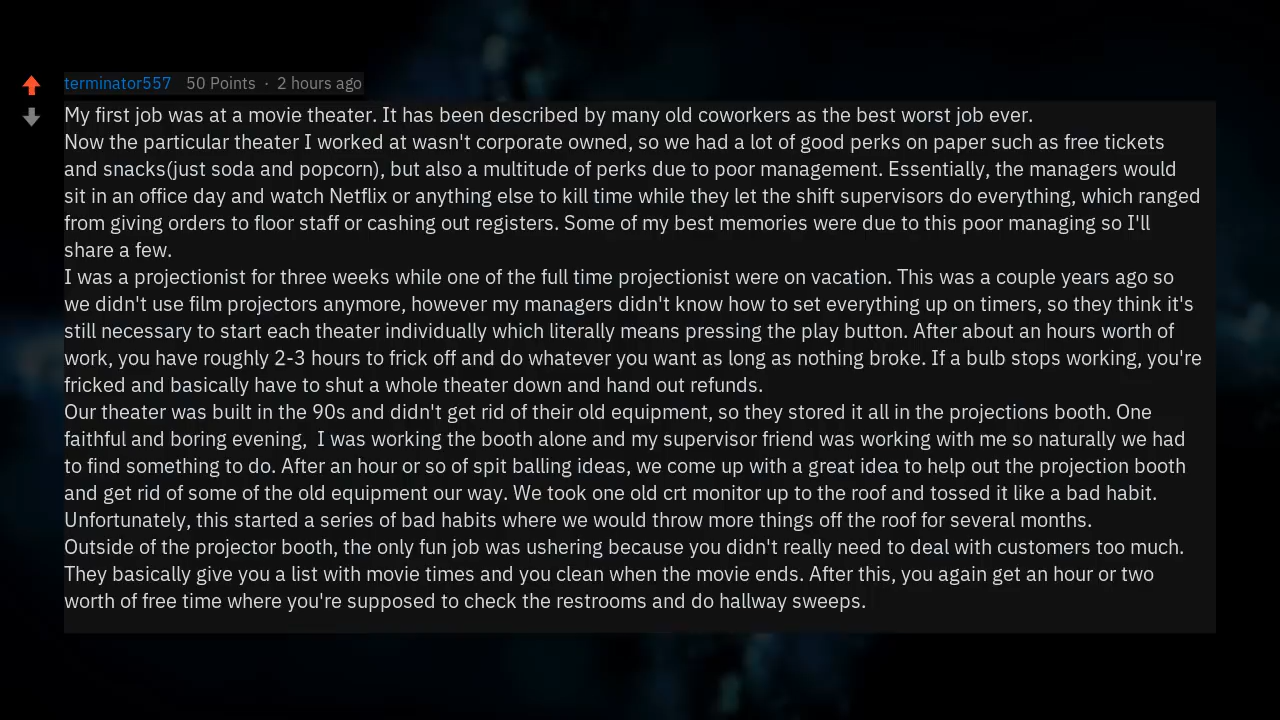 terminator557 50 Points · 2 hours ago
My first job was at a movie theater. It has been described by many old coworkers as the best worst job ever.
Now the particular theater I worked at wasn't corporate owned, so we had a lot of good perks on paper such as free tickets
and snacks(just soda and popcorn), but also a multitude of perks due to poor management. Essentially, the managers would
sit in an office day and watch Netflix or anything else to kill time while they let the shift supervisors do everything, which ranged
from giving orders to floor staff or cashing out registers. Some of my best memories were due to this poor managing so I'll
share a few.
I was a projectionist for three weeks while one of the full time projectionist were on vacation. This was a couple years ago so
we didn't use film projectors anymore, however my managers didn't know how to set everything up on timers, so they think it's
still necessary to start each theater individually which literally means pressing the play button. After about an hours worth of
work, you have roughly 2-3 hours to frick off and do whatever you want as long as nothing broke. If a bulb stops working, you're
fricked and basically have to shut a whole theater down and hand out refunds.
Our theater was built in the 90s and didn't get rid of their old equipment, so they stored it all in the projections booth. One
faithful and boring evening,  I was working the booth alone and my supervisor friend was working with me so naturally we had
to find something to do. After an hour or so of spit balling ideas, we come up with a great idea to help out the projection booth
and get rid of some of the old equipment our way. We took one old crt monitor up to the roof and tossed it like a bad habit.
Unfortunately, this started a series of bad habits where we would throw more things off the roof for several months.
Outside of the projector booth, the only fun job was ushering because you didn't really need to deal with customers too much.
They basically give you a list with movie times and you clean when the movie ends. After this, you again get an hour or two
worth of free time where you're supposed to check the restrooms and do hallway sweeps.